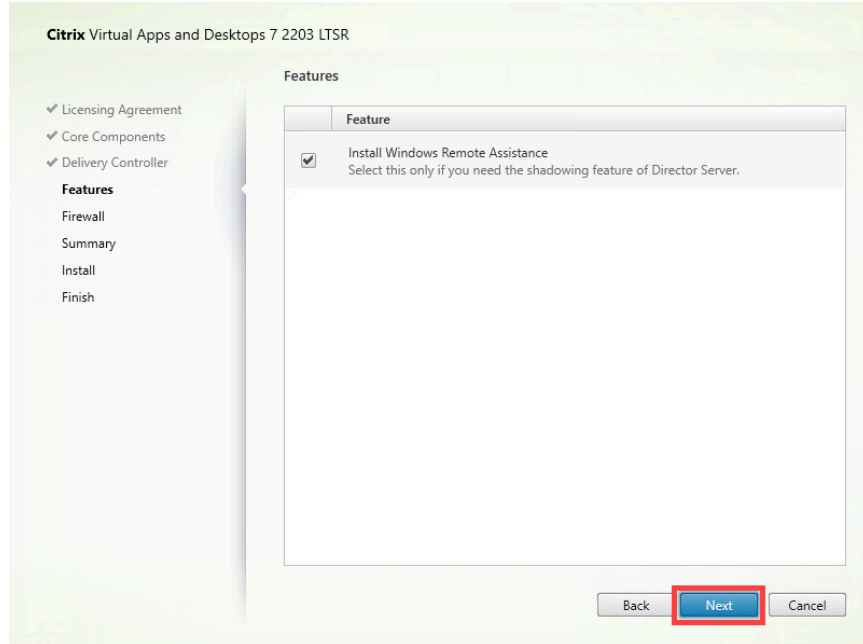 Citrix Virtual Apps and Desktops 7 2203 LTSR
Features
Licensing Agreement
Core Components
Delivery Controller
Features
Firewall
Summary
Install
Finish
Feature
Install Windows Remote Assistance
Select this only if you need the shadowing feature of Director Server.
Back Next Cancel